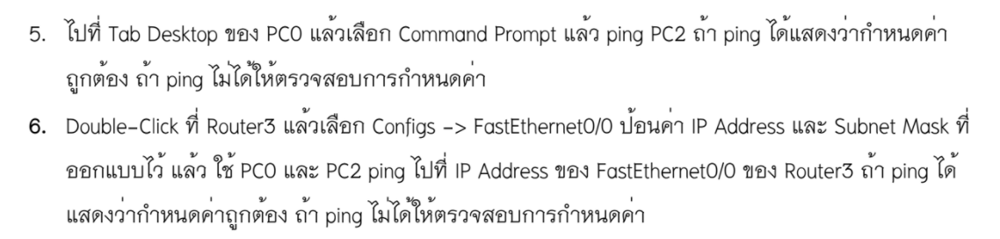 5. ไปที่ Tab Desktop ของ PC0 แล้วเลือก Command Prompt แล้ว ping PC2 ถ้า ping ได้แสดงว่ากำหนดค่า
ถูกต้อง ถ้า ping ไม่ได้ให้ตรวจสอบการกำหนดค่า
6. Double-Click ที่ Router3 แล้วเลือก Configs -> FastEthernet0/0 ป้อนค่า IP Address และ Subnet Mask ที่
ออกแบบไว้ แล้ว ใช้ PC0 และ PC2 ping ไปที่ IP Address ของ FastEthernet0/0 ของ Router3 ถ้า ping ได้
แสดงว่ากำหนดค่าถูกต้อง ถ้า ping ไม่ได้ให้ตรวจสอบการกำหนดค่า